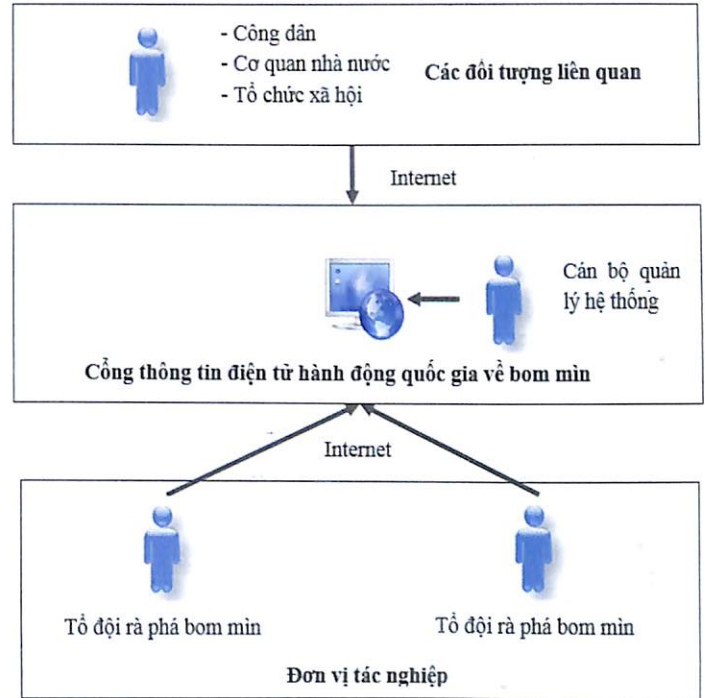 - Công dân
- Cơ quan nhà nước
- Tổ chức xã hội
Các đối tượng liên quan
Internet
Cán bộ quản
lý hệ thống
Cổng thông tin điện tử hành động quốc gia về bom mìn
Internet
Tổ đội rà phá bom mìn
Tổ đội rà phá bom mìn
Đơn vị tác nghiệp